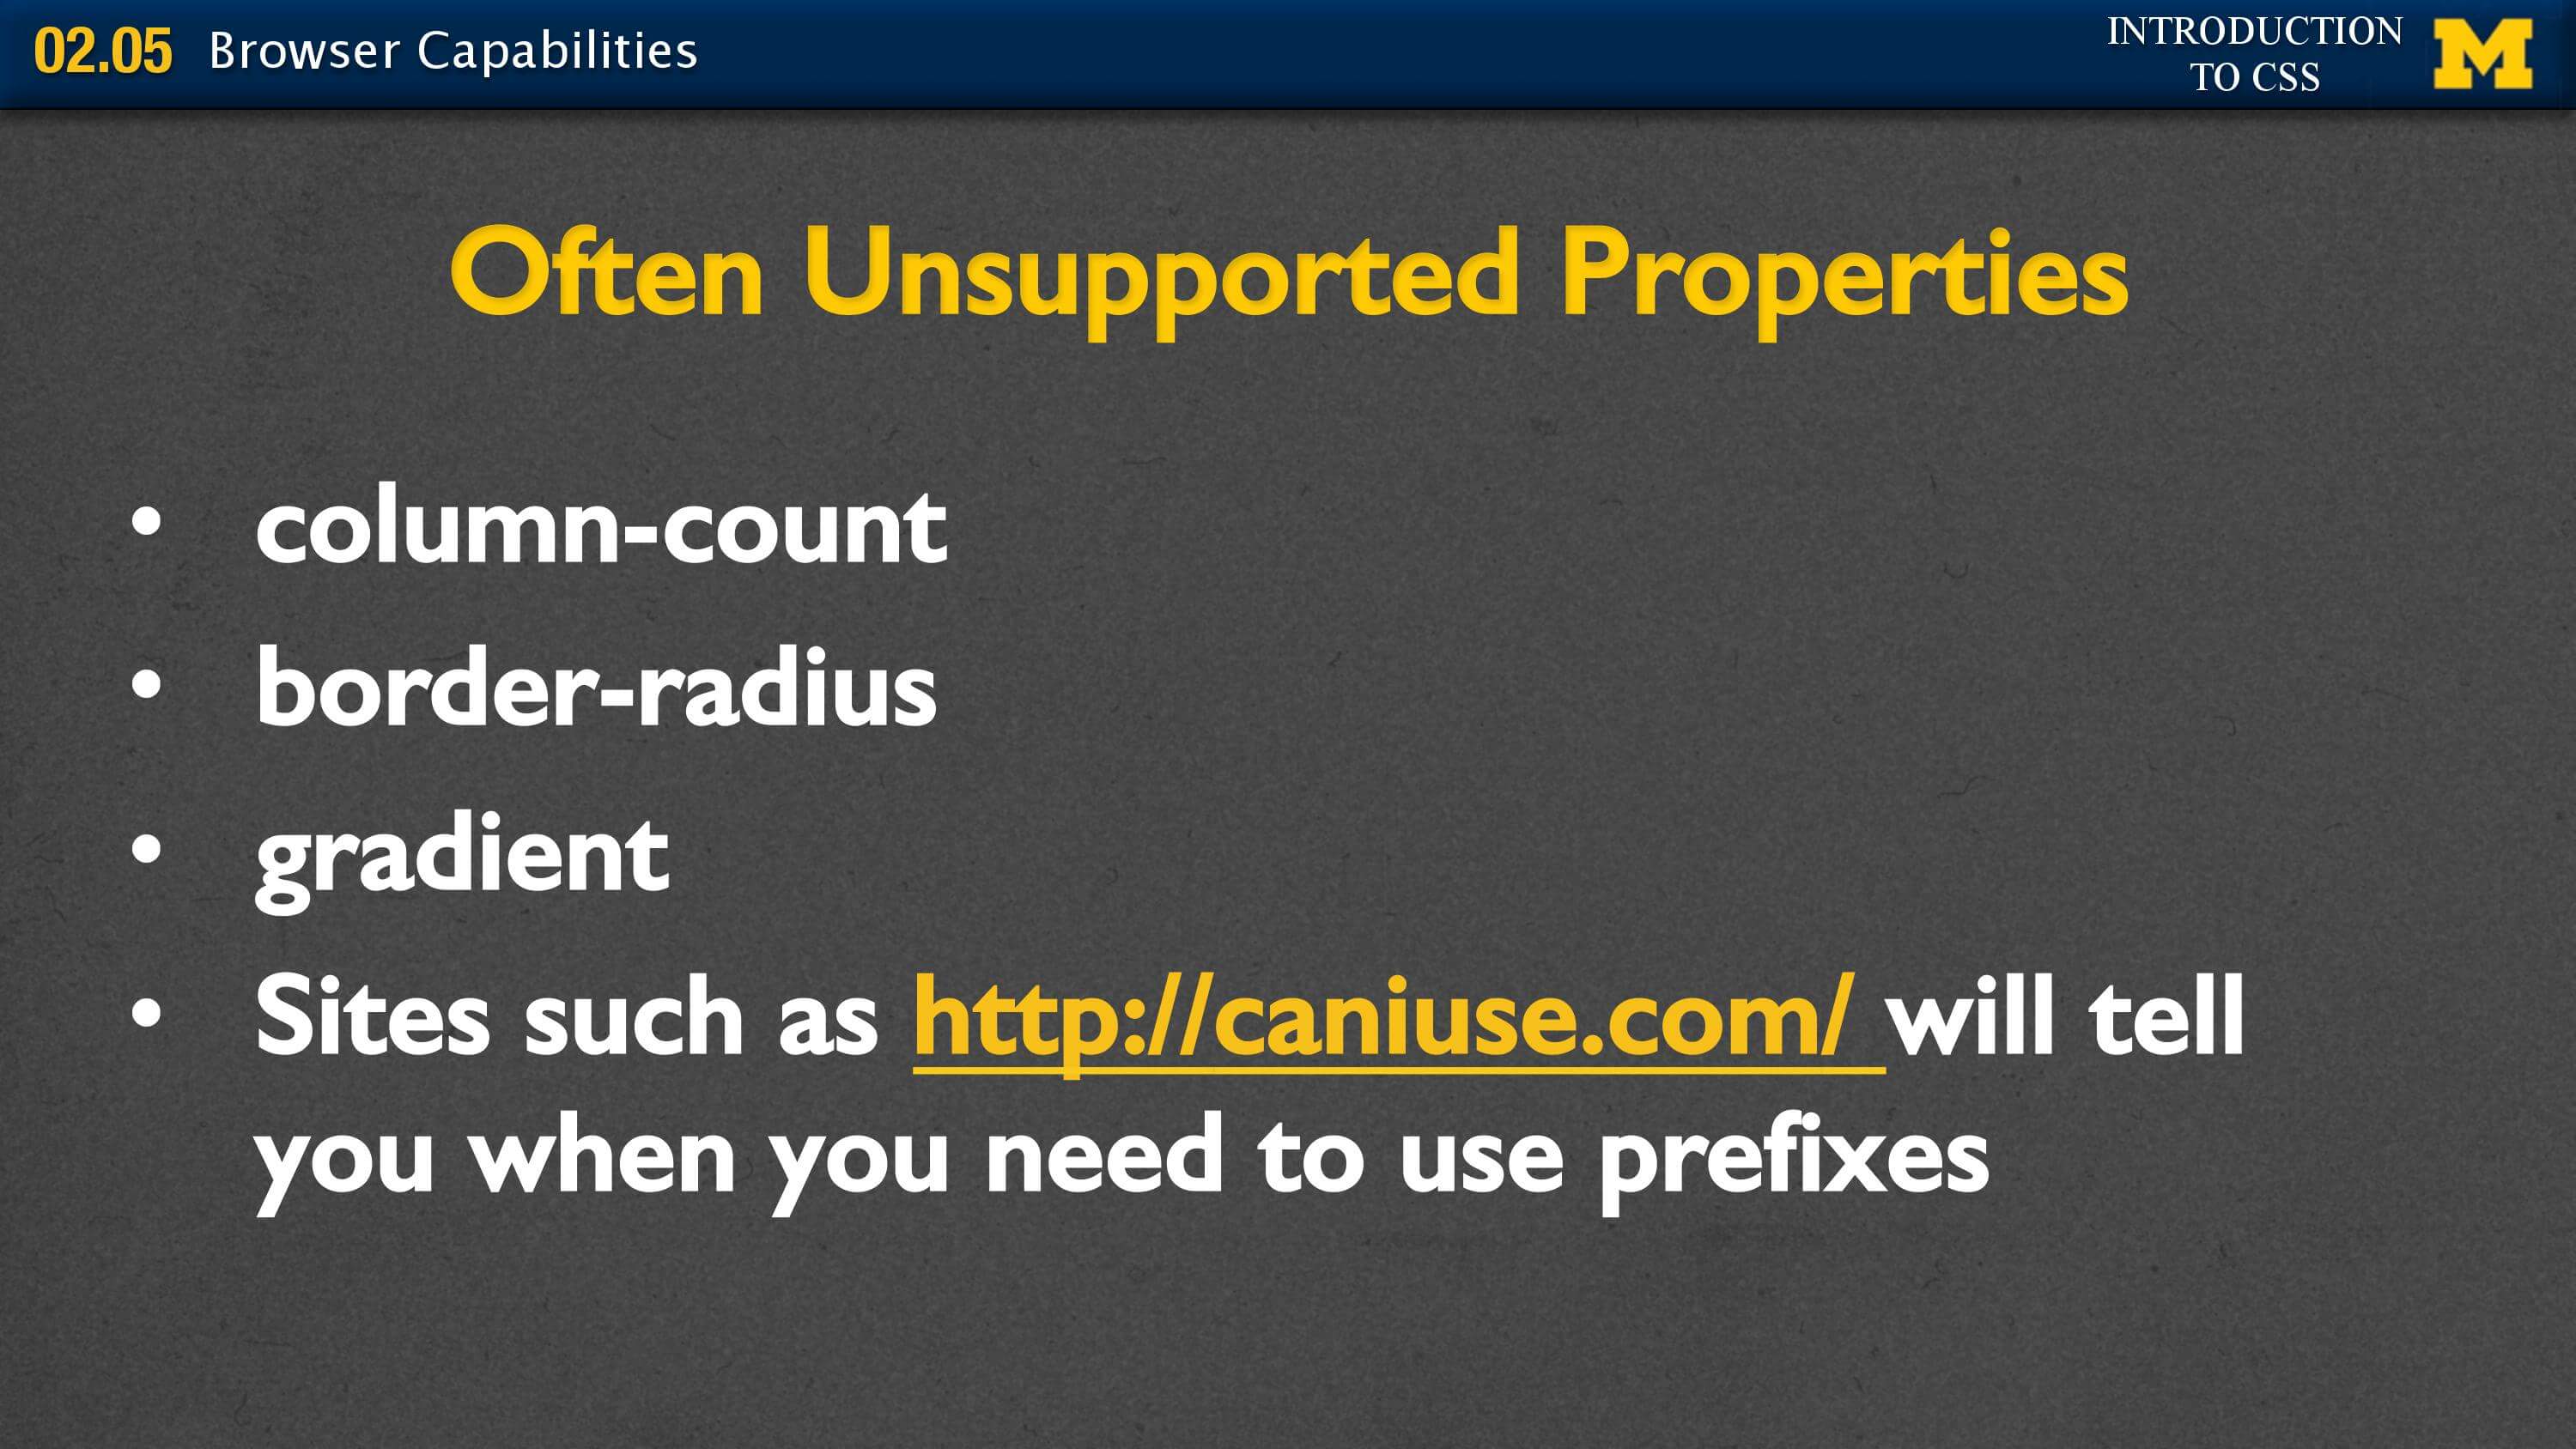 02.05 Browser Capabilities
INTRODUCTION
TO CSS
M
Often Unsupported Properties
• column-count
• border-radius
• gradient
• Sites such as http://caniuse.com/ will tell
you when you need to use prefixes